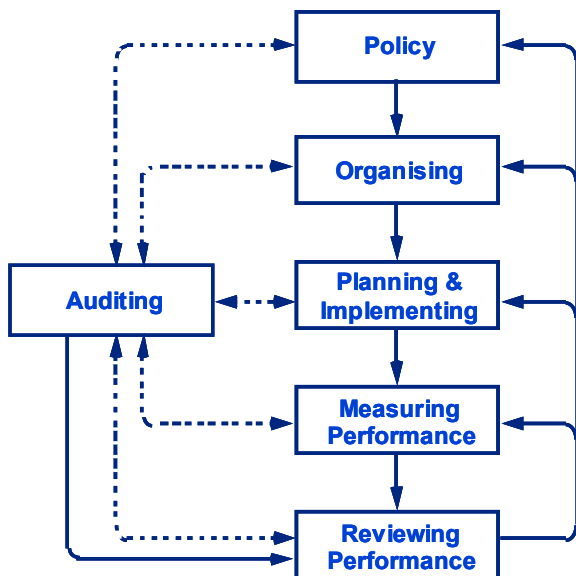 Policy
Organising
Planning &
Implementing
Auditing
Measuring
Performance
Reviewing
Performance